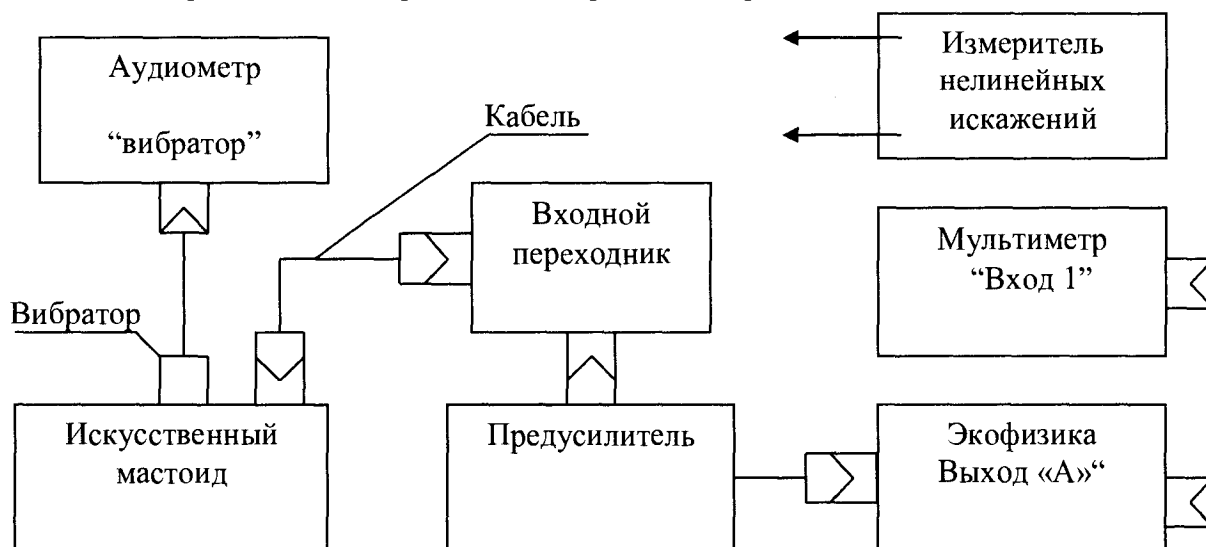 Аудиометр
“вибратор”
Кабель
Измеритель
нелинейных
искажений
Входной
переходник
Мультиметр
“Вход 1”
Вибратор
Искусственный
мастоид
Предусилитель
Экофизика
Выход «А»“